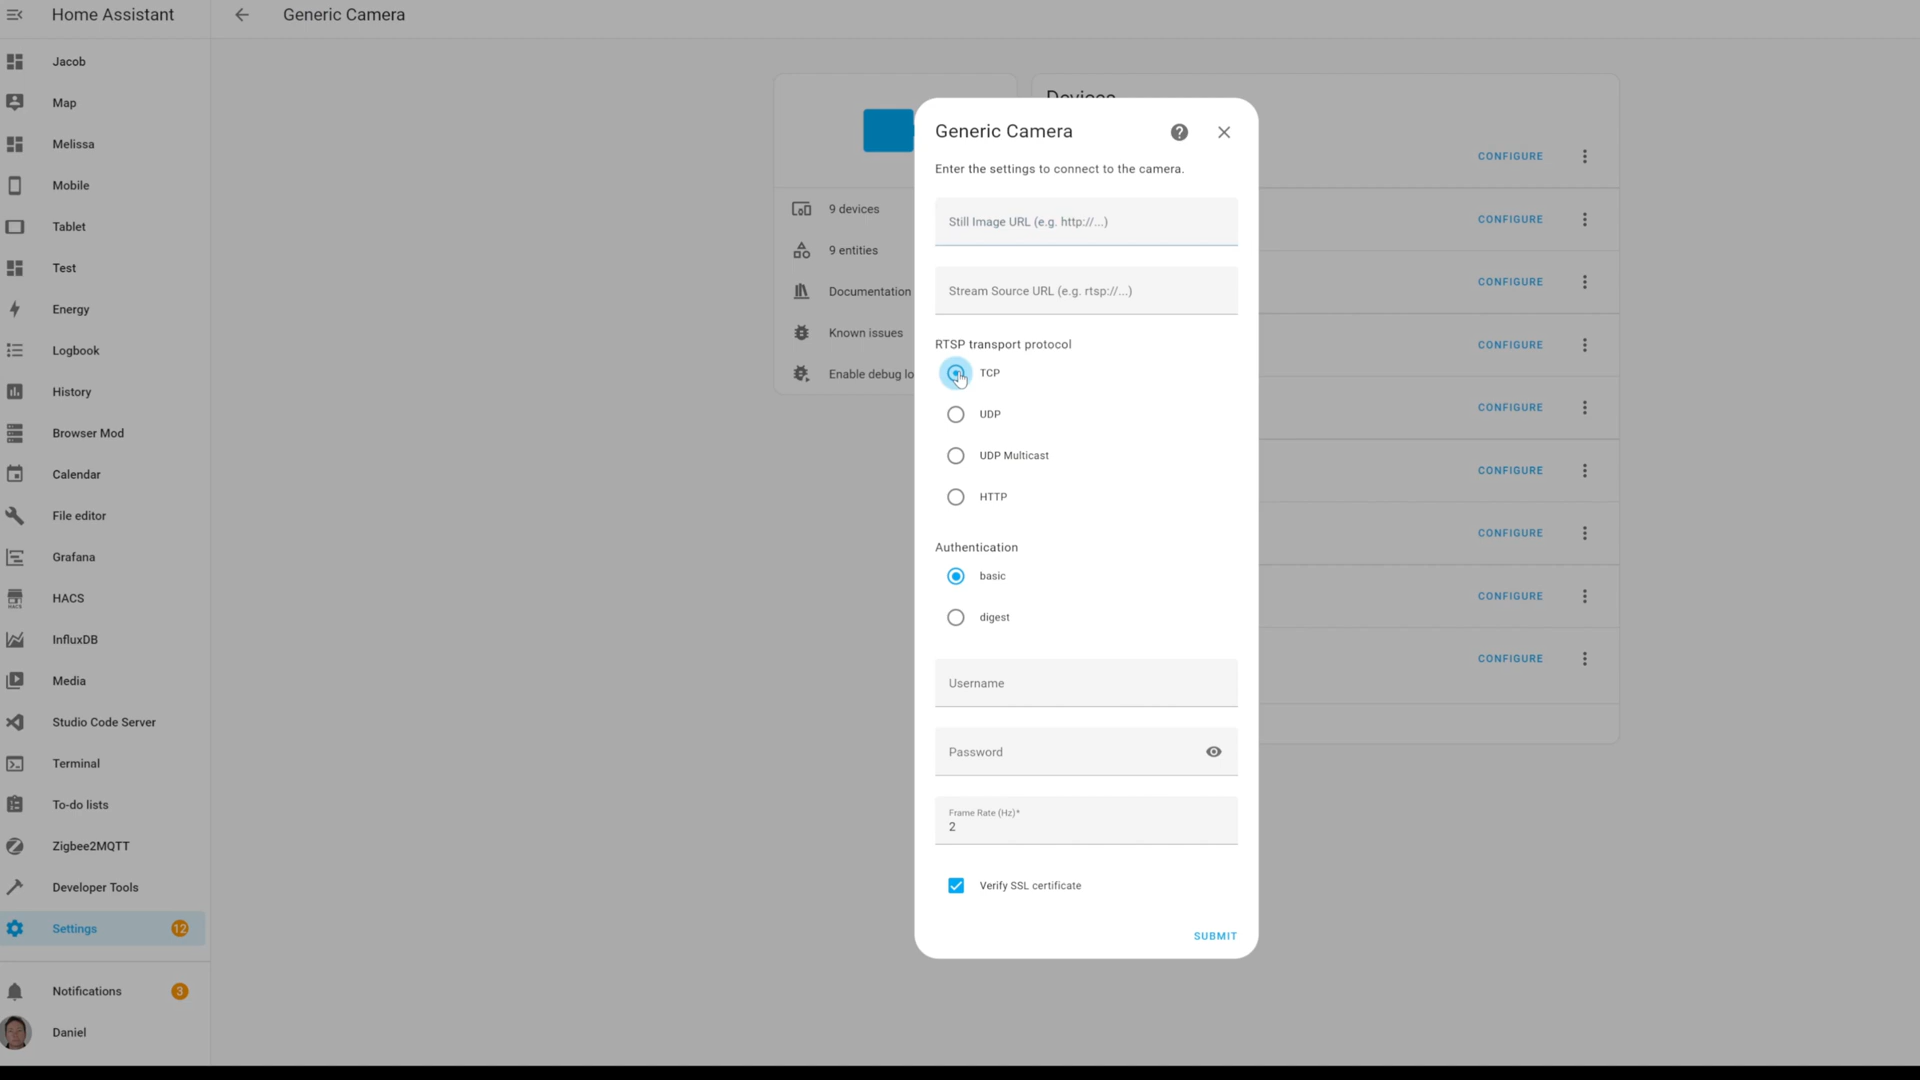 Home Assistant
Generic Camera
Jacob
Map
Melissa
Mobile
Tablet
Test
Energy
Logbook
History
Browser Mod
Calendar
File editor
Grafana
HACS
HACS
InfluxDB
Media
Studio Code Server
Terminal
To-do lists
Zigbee2MQTT
Developer Tools
Settings
12
Notifications
3
Daniel
9 devices
9 entities
Documentation
Known issues
Enable debug lo
Devices
CONFIGURE
CONFIGURE
CONFIGURE
CONFIGURE
CONFIGURE
CONFIGURE
CONFIGURE
CONFIGURE
CONFIGURE
Generic Camera
Enter the settings to connect to the camera.
Still Image URL (e.g. http://...)
Stream Source URL (e.g. rtsp://...)
RTSP transport protocol
TCP
UDP
UDP Multicast
HTTP
Authentication
basic
digest
Username
Password
Frame Rate (Hz)*
2
Verify SSL certificate
SUBMIT